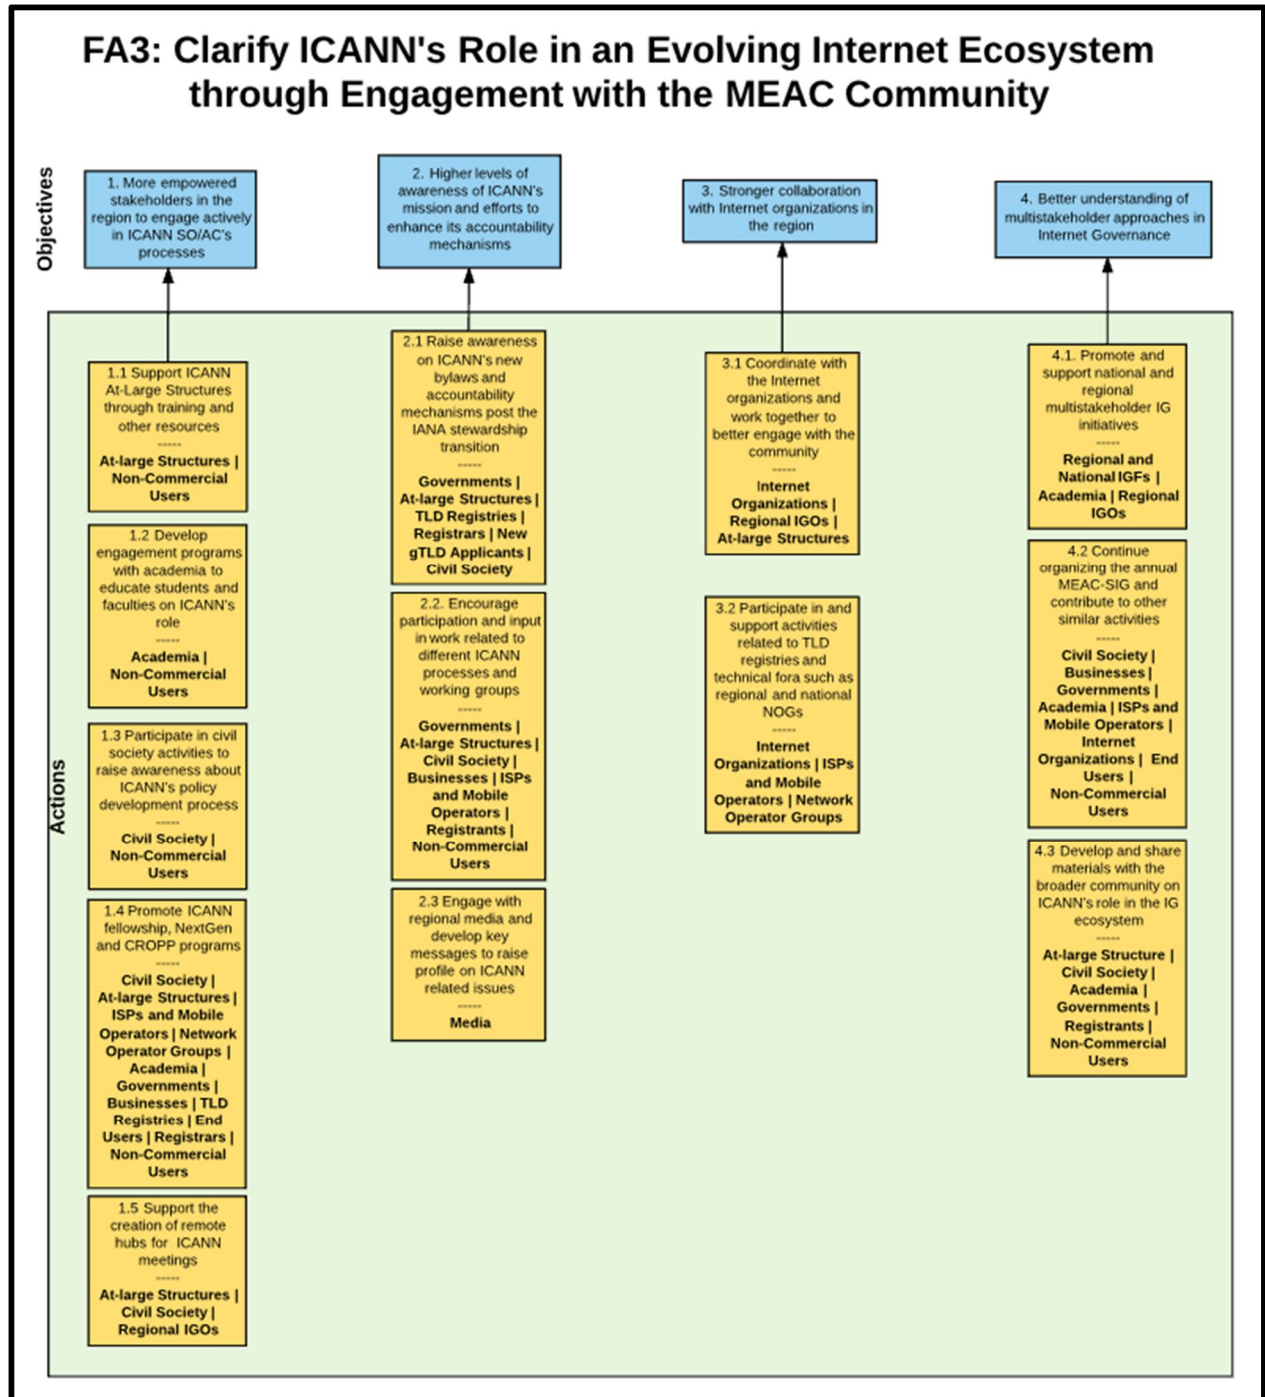 FA3: Clarify ICANN's Role in an Evolving Internet Ecosystem
through Engagement with the MEAC Community
Objectives
1. More empowered
stakeholders in the
region to engage actively
in ICANN SO/AC's
processes
2. Higher levels of
awareness of ICANN's
mission and efforts to
enhance its accountability
mechanisms
3. Stronger collaboration
with Internet organizations in
the region
4. Better understanding of
multistakeholder approaches in
Internet Governance
Actions
1.1 Support ICANN
At-Large Structures
through training and
other resources
-----
At-large Structures |
Non-Commercial
Users
1.2 Develop
engagement programs
with academia to
educate students and
faculties on ICANN's
role
-----
Academia |
Non-Commercial
Users
1.3 Participate in civil
society activities to
raise awareness about
ICANN's policy
development process
-----
Civil Society |
Non-Commercial
Users
1.4 Promote ICANN
fellowship, NextGen
and CROPP programs
-----
Civil Society |
At-large Structures |
ISPs and Mobile
Operators | Network
Operator Groups |
Academia |
Governments |
Businesses | TLD
Registries | End
Users | Registrars |
Non-Commercial
Users
1.5 Support the
creation of remote
hubs for ICANN
meetings
-----
At-large Structures |
Civil Society |
Regional IGOs
2.1 Raise awareness
on ICANN's new
bylaws and
accountability
mechanisms post the
IANA stewardship
transition
-----
Governments |
At-large Structures |
TLD Registries |
Registrars | New
gTLD Applicants |
Civil Society
2.2. Encourage
participation and input
in work related to
different ICANN
processes and
working groups
-----
Governments |
At-large Structures |
Civil Society |
Businesses | ISPs
and Mobile
Operators |
Registrants |
Non-Commercial
Users
2.3 Engage with
regional media and
develop key
messages to raise
profile on ICANN
related issues
-----
Media
3.1 Coordinate with
the Internet
organizations and
work together to
better engage with the
community
-----
Internet
Organizations |
Regional IGOs |
At-large Structures
3.2 Participate in and
support activities
related to TLD
registries and
technical fora such as
regional and national
NOGs
-----
Internet
Organizations | ISPs
and Mobile
Operators | Network
Operator Groups
4.1. Promote and
support national and
regional
multistakeholder IG
initiatives
-----
Regional and
National IGFs |
Academia | Regional
IGOs
4.2 Continue
organizing the annual
MEAC-SIG and
contribute to other
similar activities
-----
Civil Society |
Businesses |
Governments |
Academia | ISPs and
Mobile Operators |
Internet
Organizations | End
Users |
Non-Commercial
Users
4.3 Develop and share
materials with the
broader community on
ICANN's role in the IG
ecosystem
-----
At-large Structure |
Civil Society |
Academia |
Governments |
Registrants |
Non-Commercial
Users